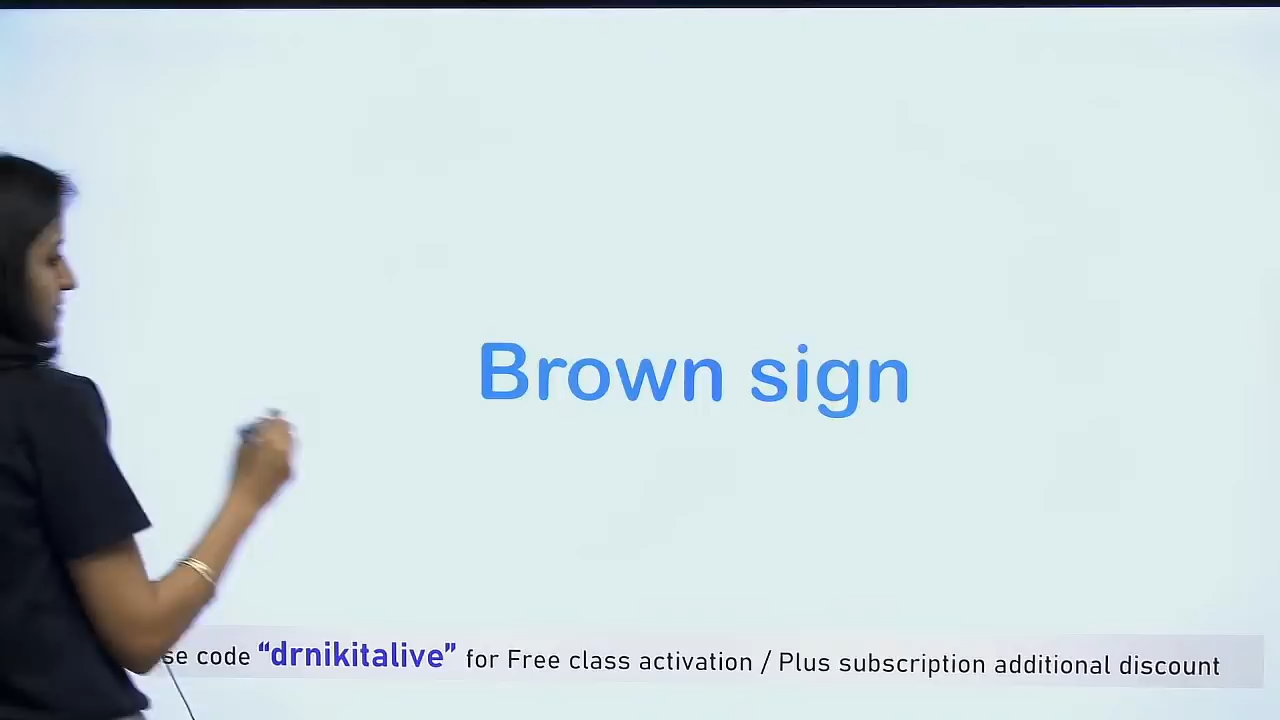 Brown sign
se code “drnikitalive” for Free class activation / Plus subscription additional discount